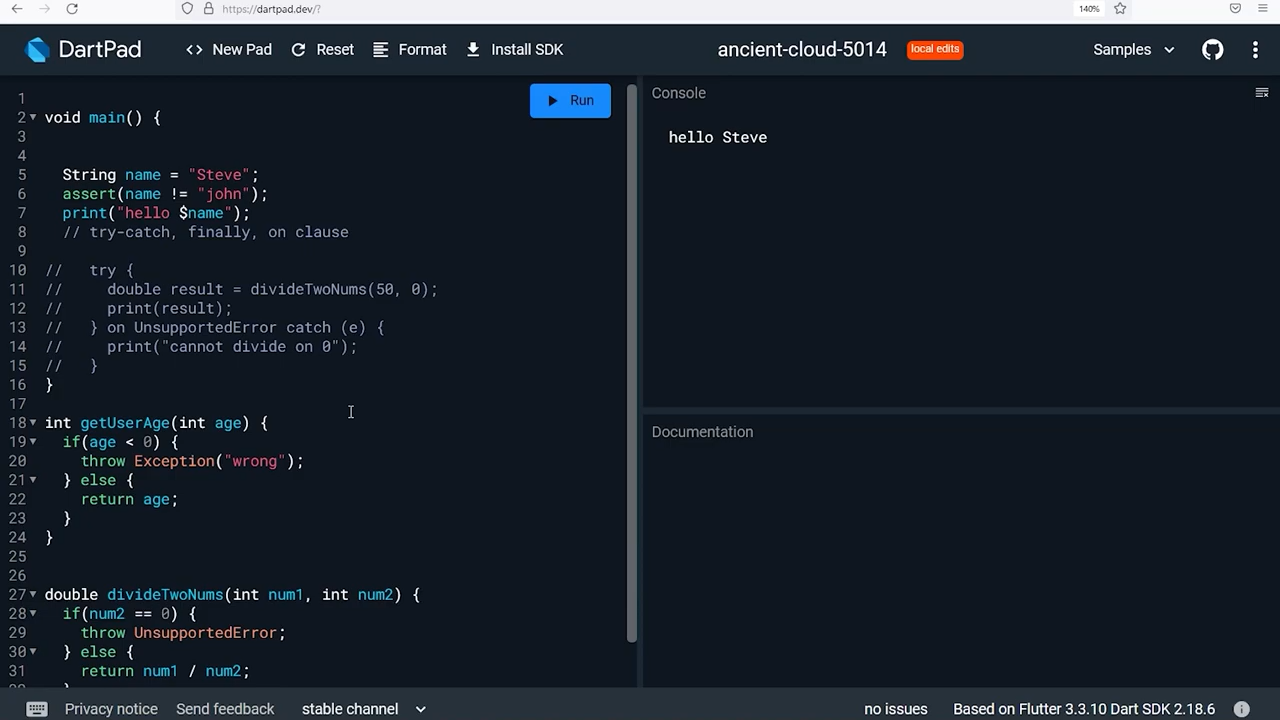 https://dartpad.dev/?
140%
DartPad
<> New Pad
Reset
Format
Install SDK
ancient-cloud-5014
local edits
Samples
1
2 void main() {
3
4
5   String name = "Steve";
6   assert(name != "john");
7   print("hello $name");
8   // try-catch, finally, on clause
9
10 //   try {
11 //     double result = divideTwoNums(50, 0);
12 //     print(result);
13 //   } on UnsupportedError catch (e) {
14 //     print("cannot divide on 0");
15 //   }
16 }
17
18 int getUserAge(int age) {
19   if(age < 0) {
20     throw Exception("wrong");
21   } else {
22     return age;
23   }
24 }
25
26
27 double divideTwoNums(int num1, int num2) {
28   if(num2 == 0) {
29     throw UnsupportedError;
30   } else {
31     return num1 / num2;
Run
Console
hello Steve
Documentation
Privacy notice
Send feedback
stable channel
no issues
Based on Flutter 3.3.10 Dart SDK 2.18.6